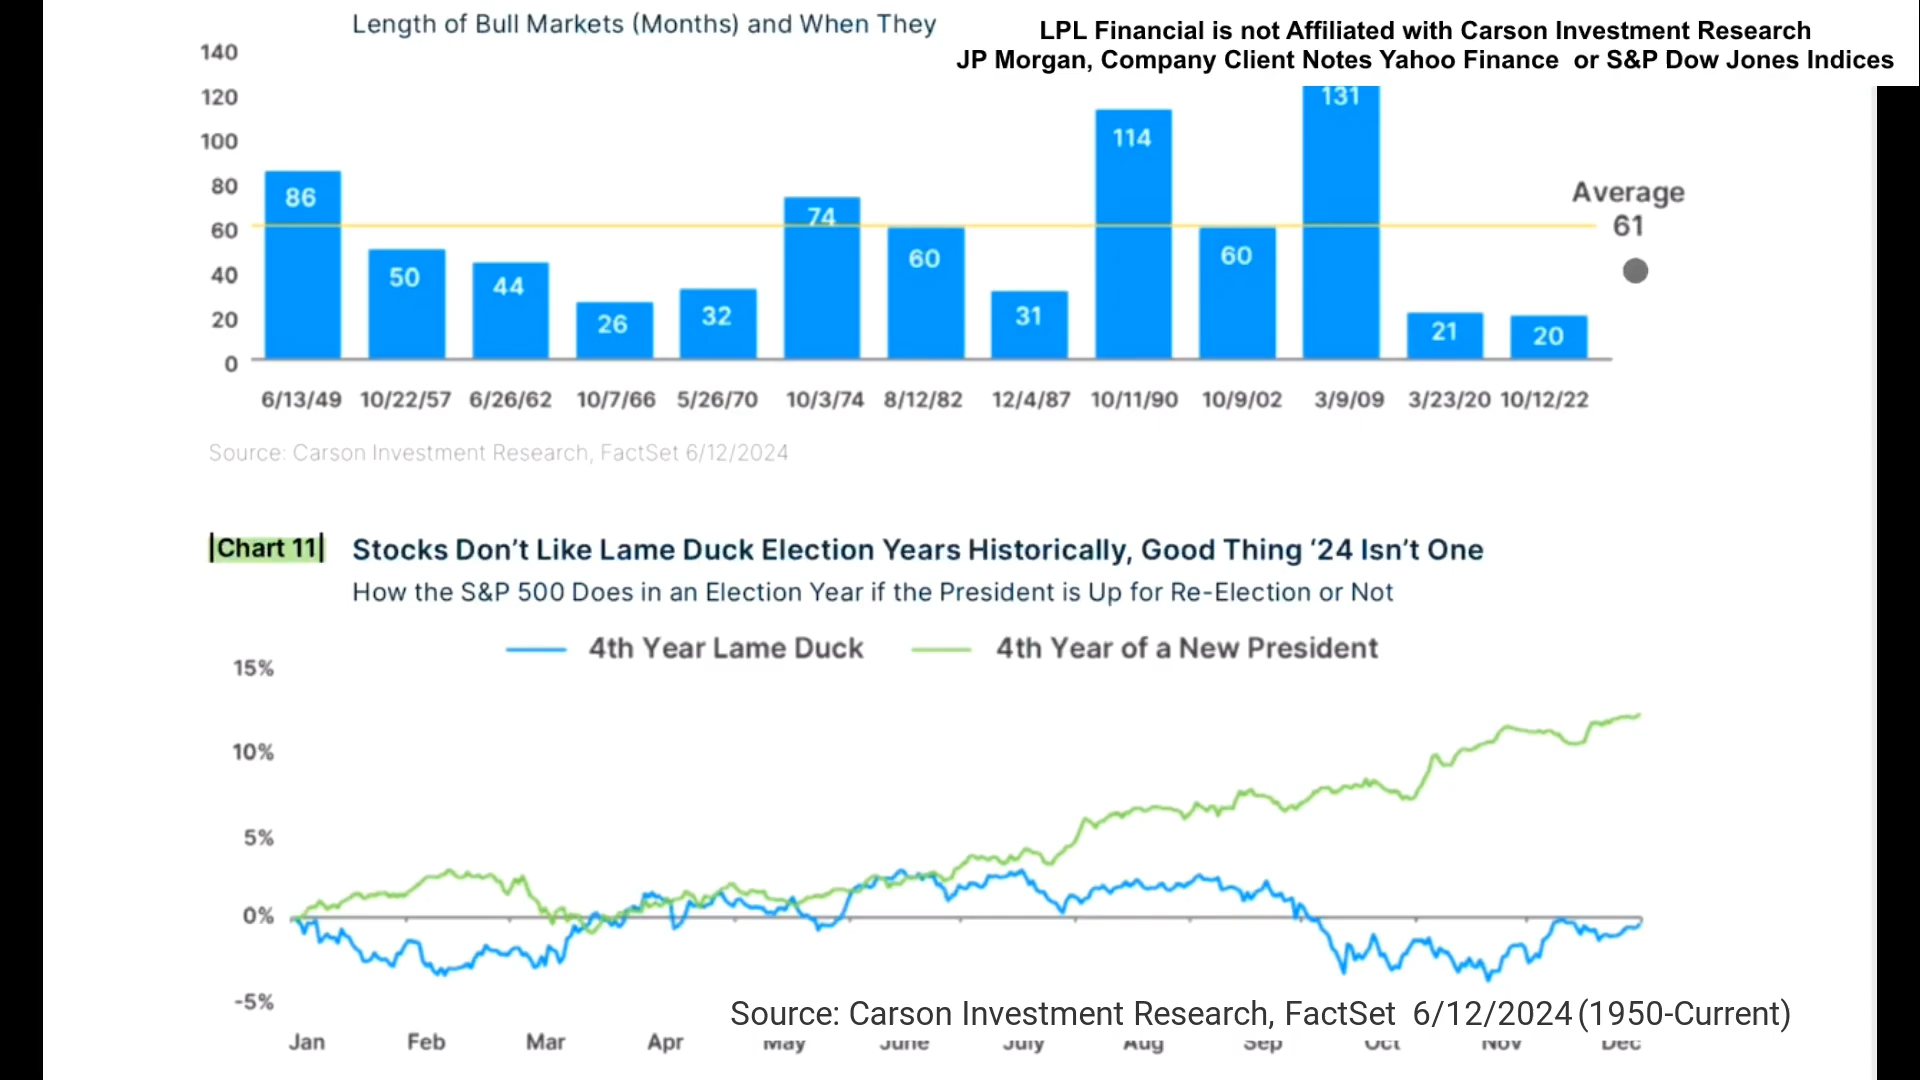 Length of Bull Markets (Months) and When They
LPL Financial is not Affiliated with Carson Investment Research
JP Morgan, Company Client Notes Yahoo Finance or S&P Dow Jones Indices
140
120
100
80
60
40
20
0
86
50
44
26
32
74
60
31
114
60
131
21
20
Average
61
6/13/49 10/22/57 6/26/62 10/7/66 5/26/70 10/3/74 8/12/82 12/4/87 10/11/90 10/9/02 3/9/09 3/23/20 10/12/22
Source: Carson Investment Research, FactSet 6/12/2024
|Chart 11| Stocks Don't Like Lame Duck Election Years Historically, Good Thing ‘24 Isn't One
How the S&P 500 Does in an Election Year if the President is Up for Re-Election or Not
4th Year Lame Duck 4th Year of a New President
15%
10%
5%
0%
-5%
Source: Carson Investment Research, FactSet 6/12/2024 (1950-Current)
Jan Feb Mar Apr May June July Aug Sep Oct Nov Dec